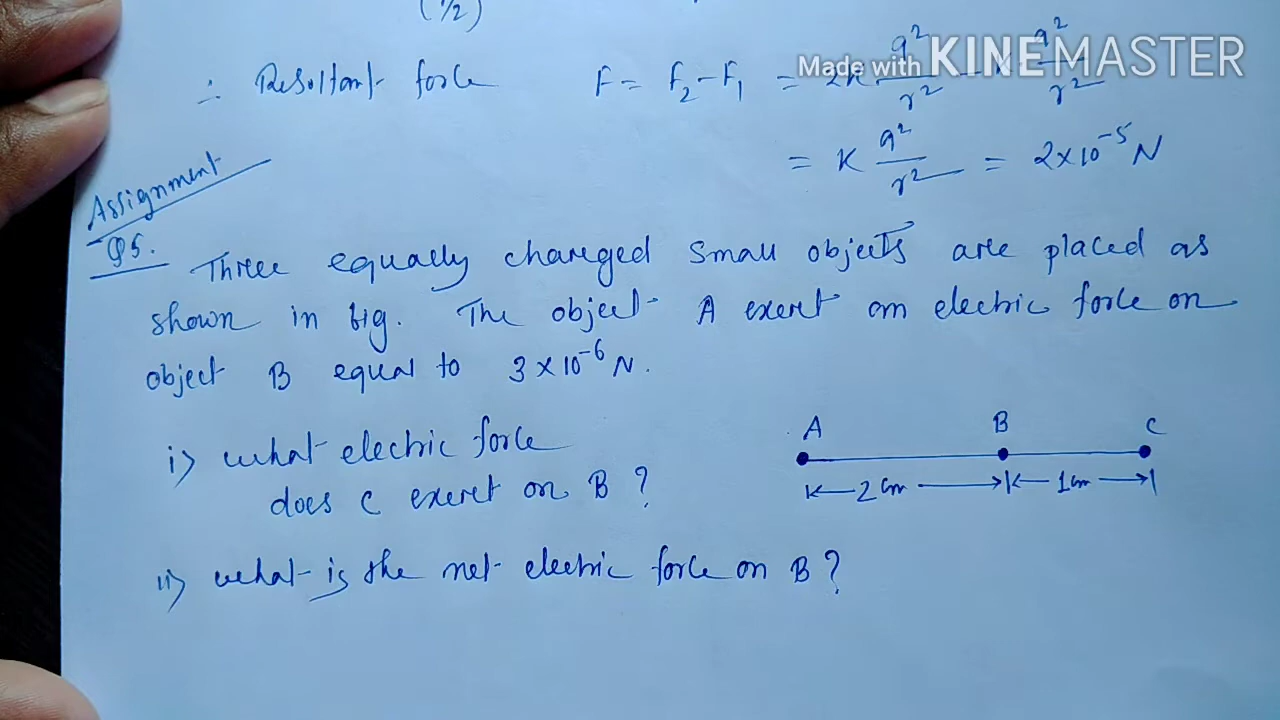 (1/2)
Made with KINEMASTER
∴ Resultant force F = F₂ - F₁ = 2K q²/r² - K q²/r²
= K q²/r² = 2×10⁻⁵ N
Assignment
Q5. Three equally charged small objects are placed as
shown in fig. The object A exert an electric force on
object B equal to 3 × 10⁻⁶ N.
i) what electric force
does C exert on B ?
ii) what is the net electric force on B ?
A B C
2 cm 1 cm